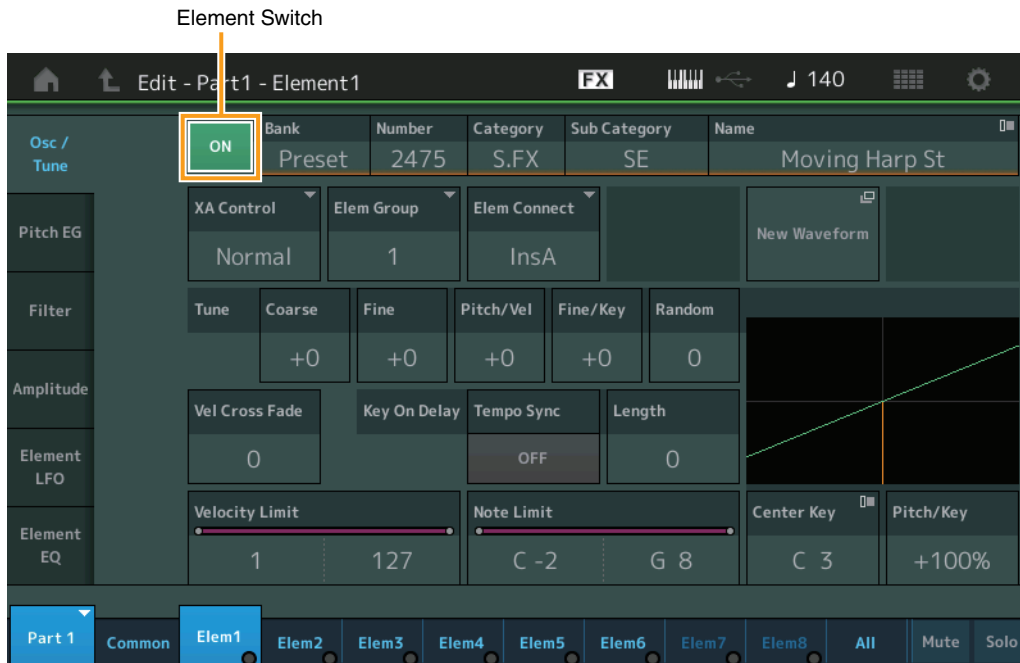 Element Switch
Edit - Part1 - Element1 FX ♩ 140
Osc / Tune
ON
Bank Number Category Sub Category Name
Preset 2475 S.FX SE Moving Harp St
Pitch EG
XA Control Elem Group Elem Connect New Waveform
Normal 1 InsA
Filter
Tune Coarse Fine Pitch/Vel Fine/Key Random
+0 +0 +0 +0 0
Amplitude
Vel Cross Fade Key On Delay Tempo Sync Length
0 OFF 0
Element LFO
Velocity Limit Note Limit Center Key Pitch/Key
1 127 C -2 G 8 C 3 +100%
Element EQ
Part 1 Common Elem1 Elem2 Elem3 Elem4 Elem5 Elem6 Elem7 Elem8 All Mute Solo